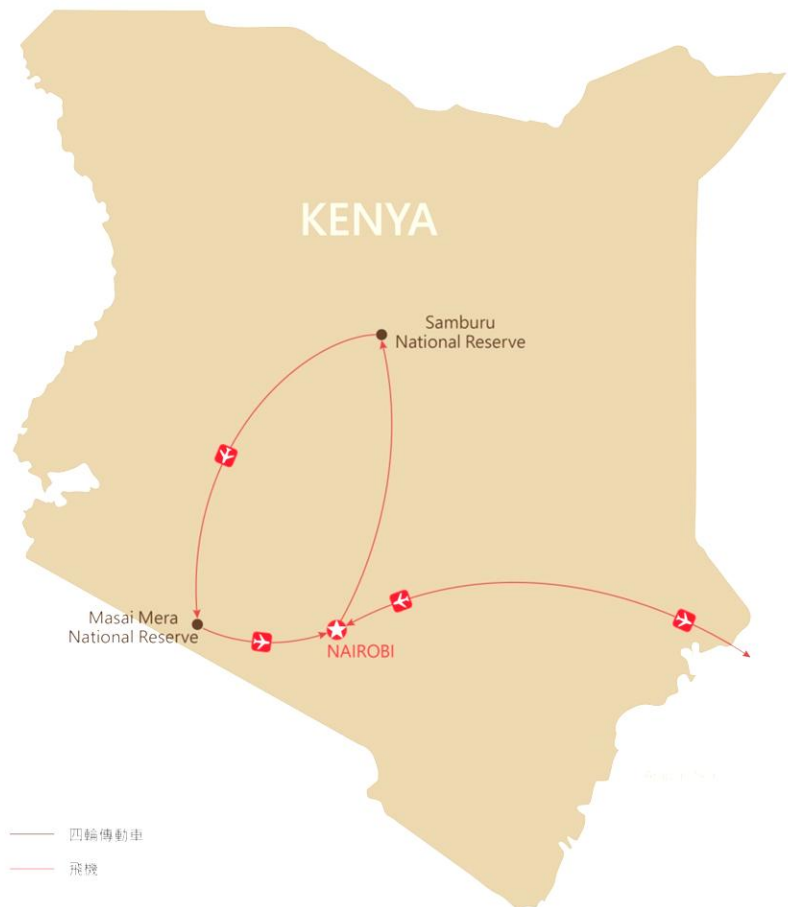 KENYA
Samburu
National Reserve
Masai Mera
National Reserve
NAIROBI
四輪傳動車
飛機